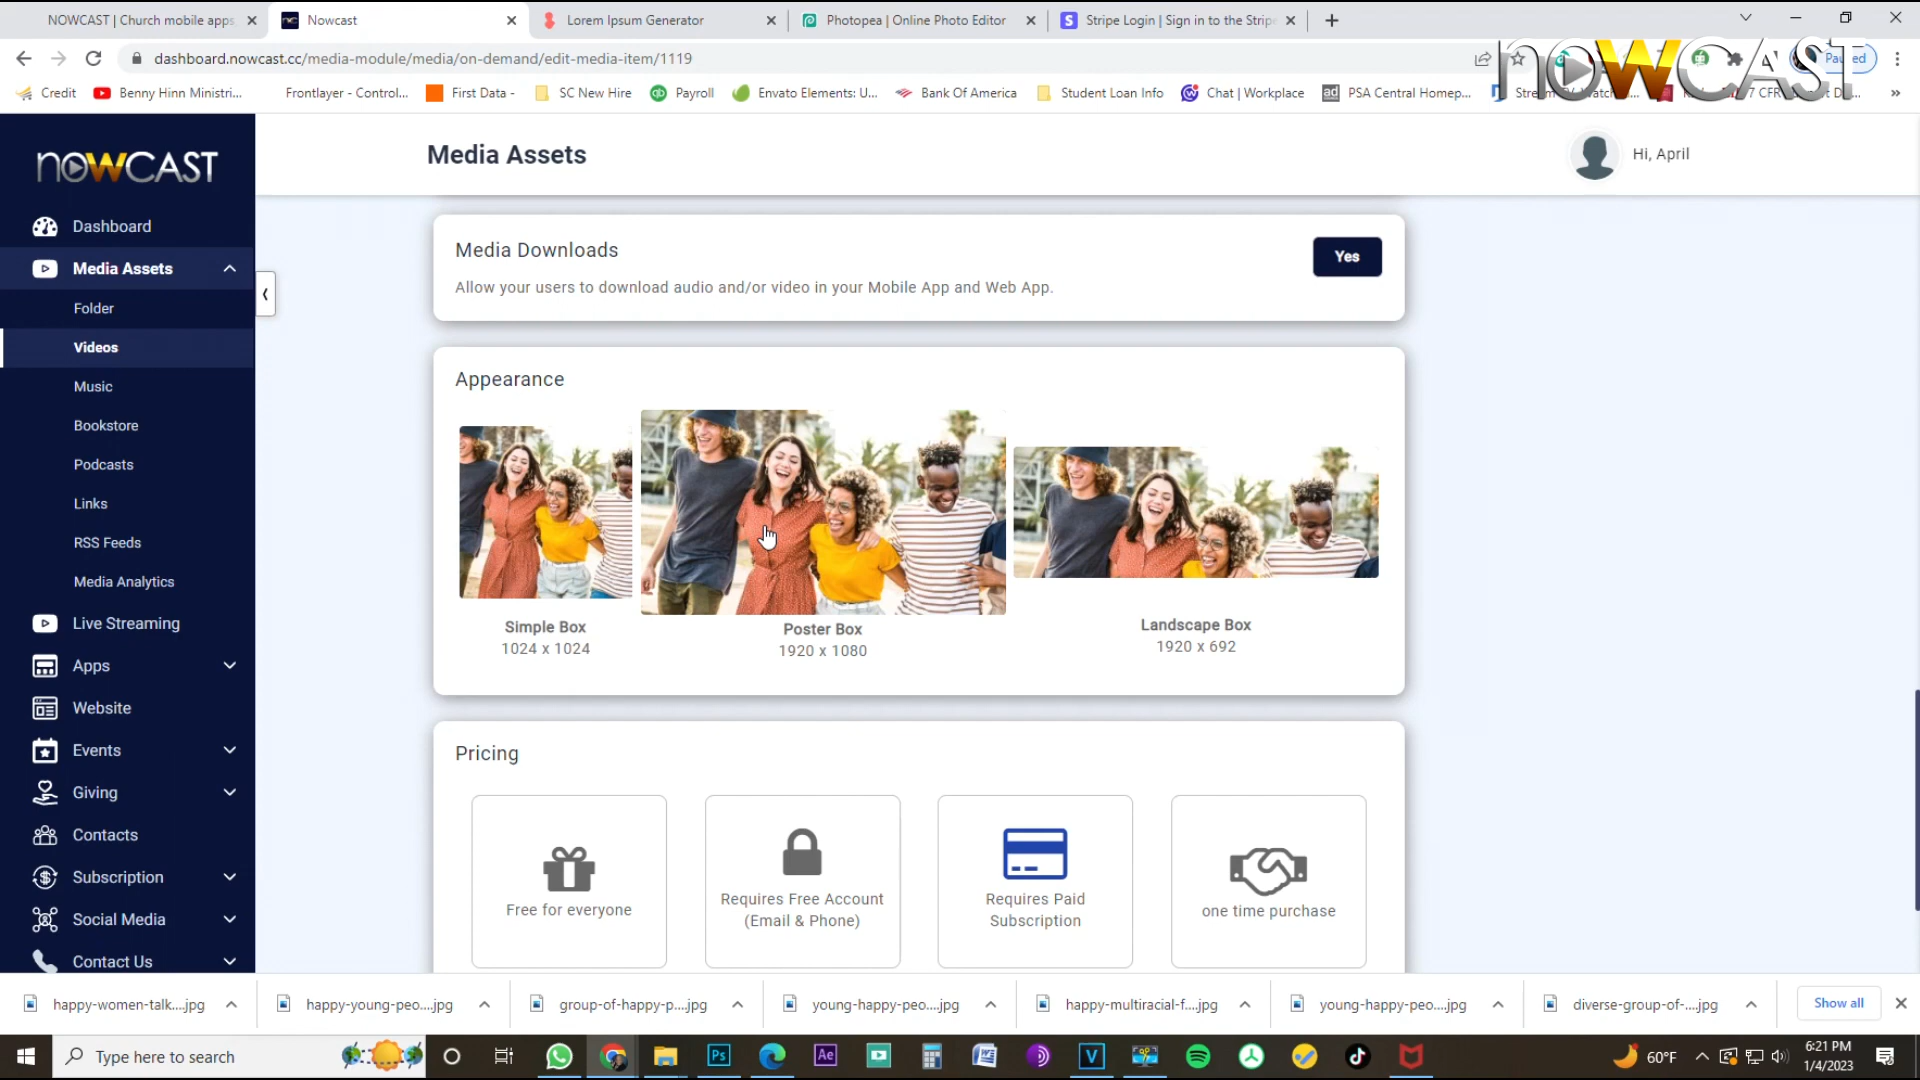 NOWCAST | Church mobile apps
Nowcast
Lorem Ipsum Generator
Photopea | Online Photo Editor
Stripe Login | Sign in to the Stripe
dashboard.nowcast.cc/media-module/media/on-demand/edit-media-item/1119
Paused
nowCAST
Credit
Benny Hinn Ministri...
Frontlayer - Control...
First Data -
SC New Hire
Payroll
Envato Elements: U...
Bank Of America
Student Loan Info
Chat | Workplace
PSA Central Homep...
nowCAST
Media Assets
Hi, April
Dashboard
Media Assets
Folder
Videos
Music
Bookstore
Podcasts
Links
RSS Feeds
Media Analytics
Live Streaming
Apps
Website
Events
Giving
Contacts
Subscription
Social Media
Contact Us
Media Downloads
Yes
Allow your users to download audio and/or video in your Mobile App and Web App.
Appearance
Simple Box
1024 x 1024
Poster Box
1920 x 1080
Landscape Box
1920 x 692
Pricing
Free for everyone
Requires Free Account
(Email & Phone)
Requires Paid
Subscription
one time purchase
happy-women-talk....jpg
happy-young-peo....jpg
group-of-happy-p....jpg
young-happy-peo....jpg
happy-multiracial-f....jpg
young-happy-peo....jpg
diverse-group-of-....jpg
Show all
Type here to search
60°F
6:21 PM
1/4/2023